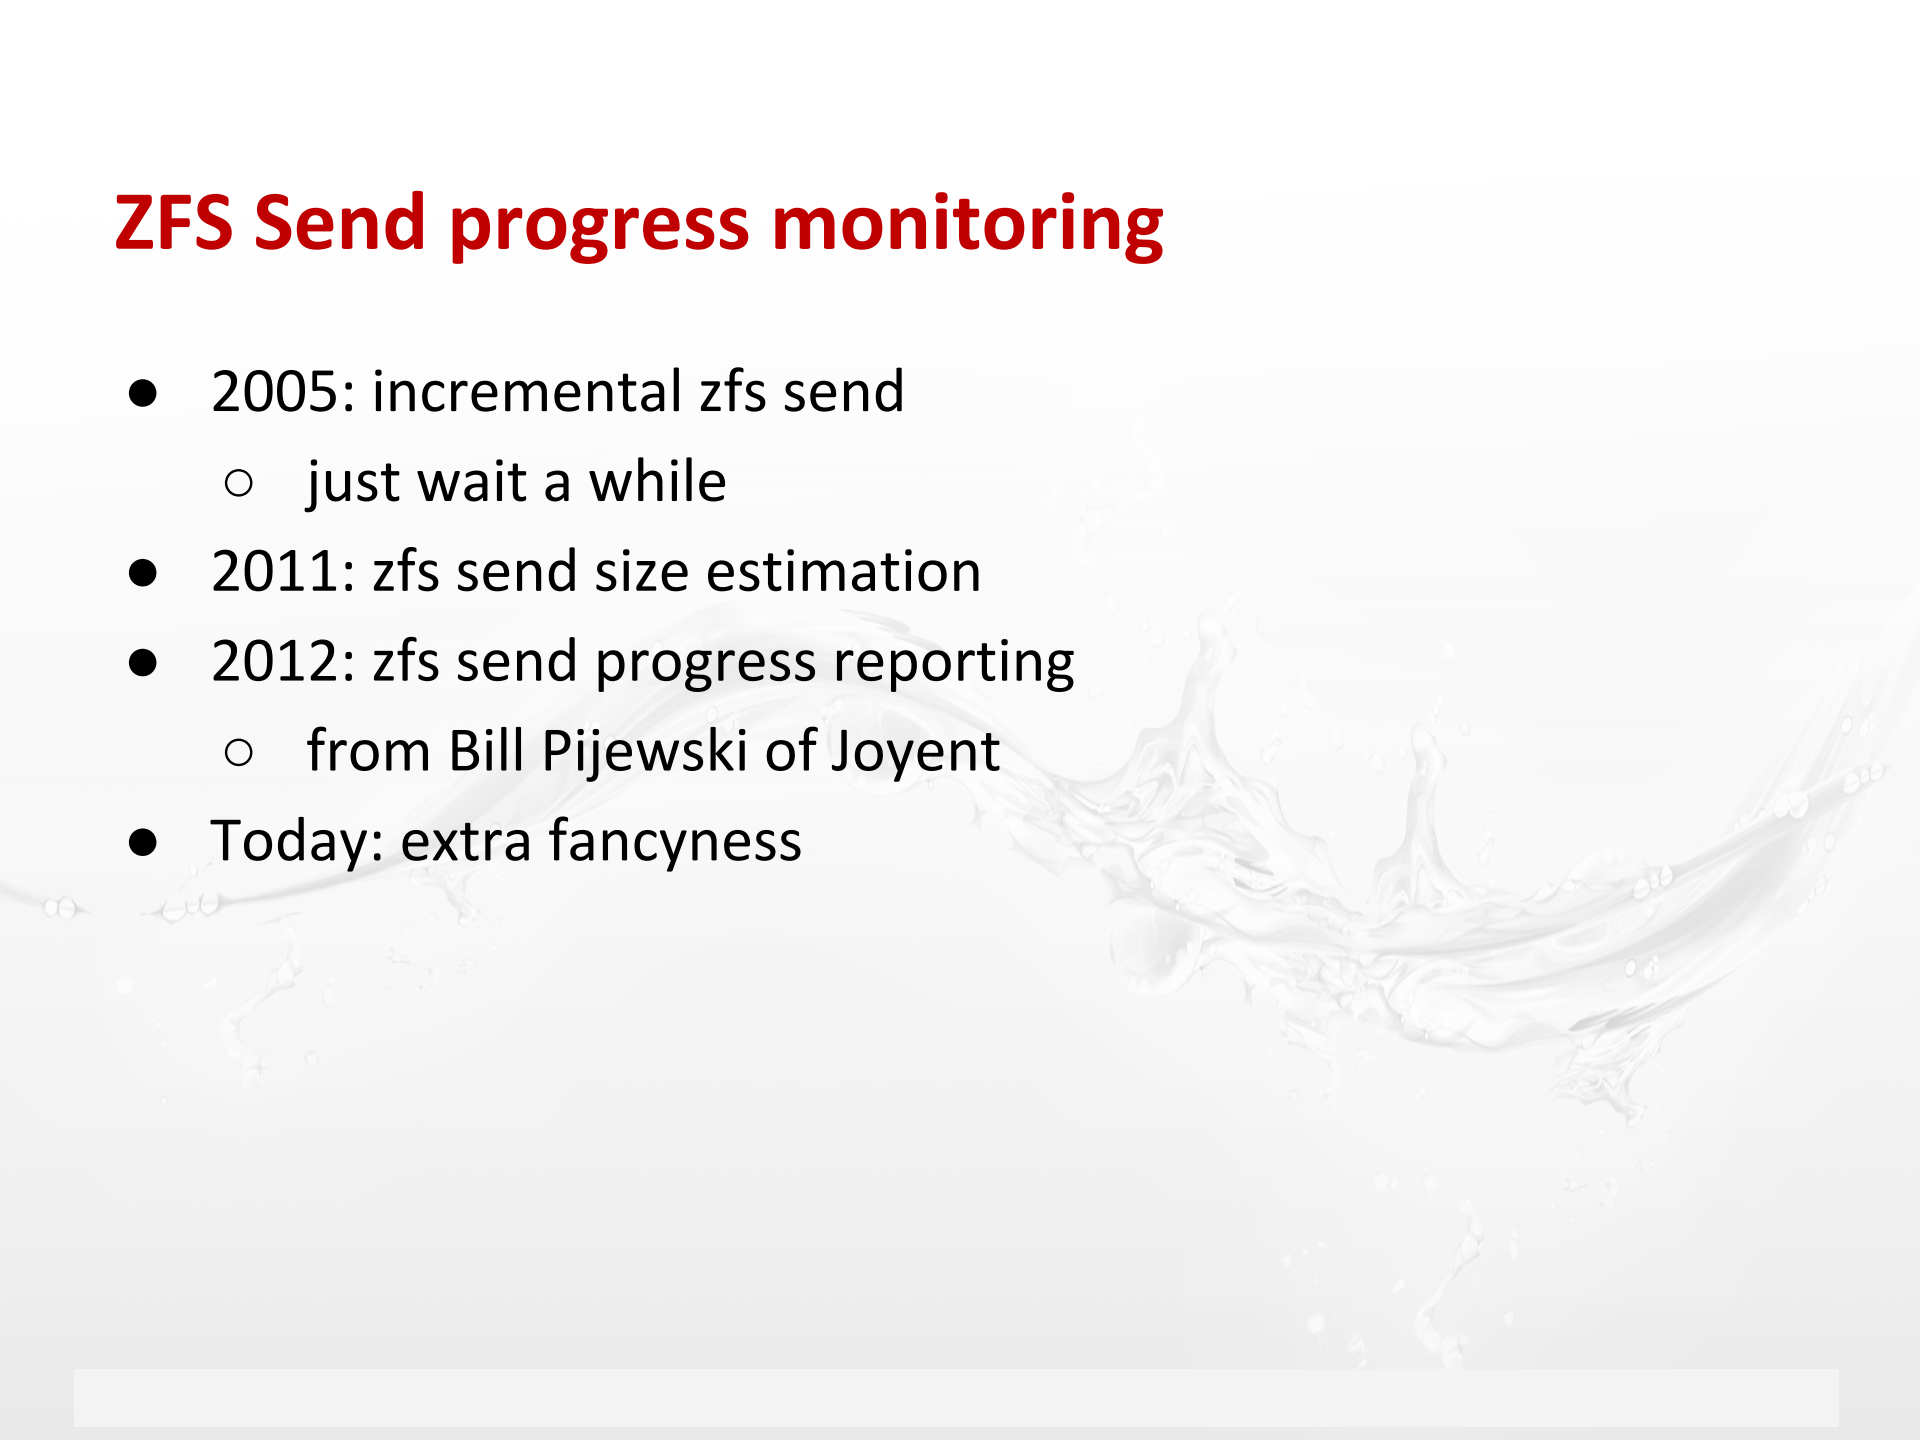 ZFS Send progress monitoring
● 2005: incremental zfs send
○ just wait a while
● 2011: zfs send size estimation
● 2012: zfs send progress reporting
○ from Bill Pijewski of Joyent
● Today: extra fancyness